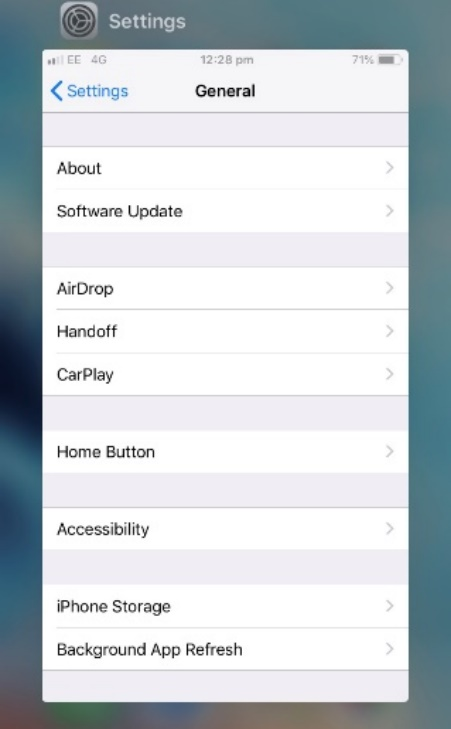 Settings
EE 4G 12:28 pm 71%
Settings General
About
Software Update
AirDrop
Handoff
CarPlay
Home Button
Accessibility
iPhone Storage
Background App Refresh